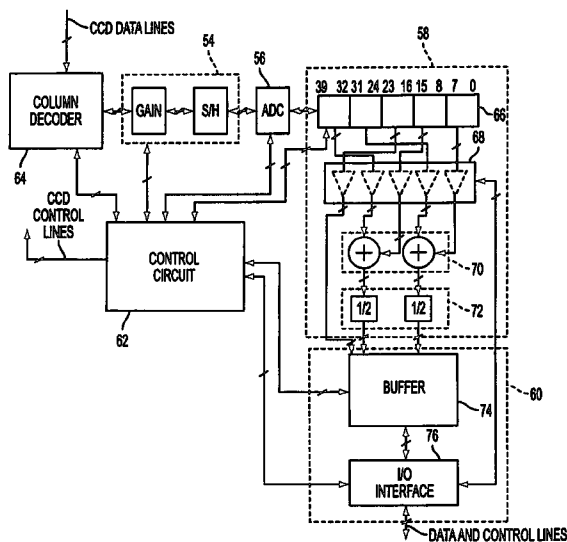 CCD DATA LINES
54
58
56
39 32 31 24 23 16 15 8 7 0
COLUMN
DECODER
GAIN
S/H
ADC
66
64
68
CCD
CONTROL
LINES
CONTROL
CIRCUIT
62
+
+
70
1/2
1/2
72
BUFFER
74
60
76
I/O
INTERFACE
DATA AND CONTROL LINES